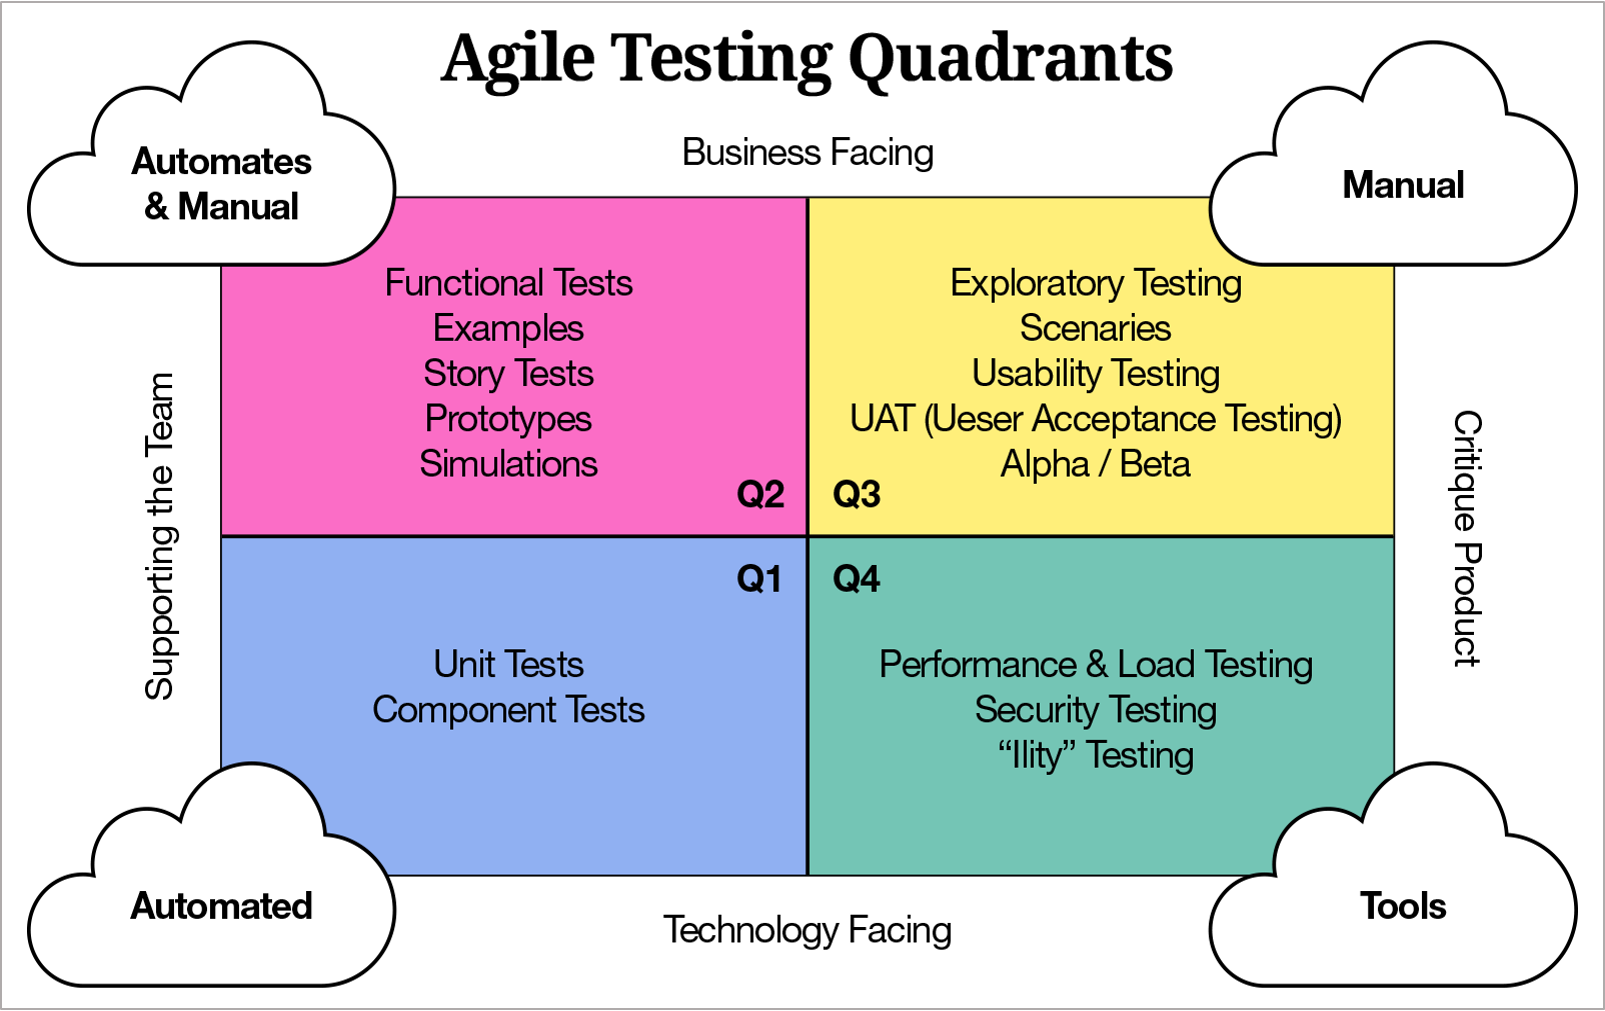 Agile Testing Quadrants
Business Facing
Automates
& Manual
Manual
Functional Tests
Examples
Story Tests
Prototypes
Simulations
Q2
Exploratory Testing
Scenaries
Usability Testing
UAT (Ueser Acceptance Testing)
Alpha / Beta
Q3
Supporting the Team
Critique Product
Q1
Unit Tests
Component Tests
Q4
Performance & Load Testing
Security Testing
“Ility” Testing
Automated
Tools
Technology Facing